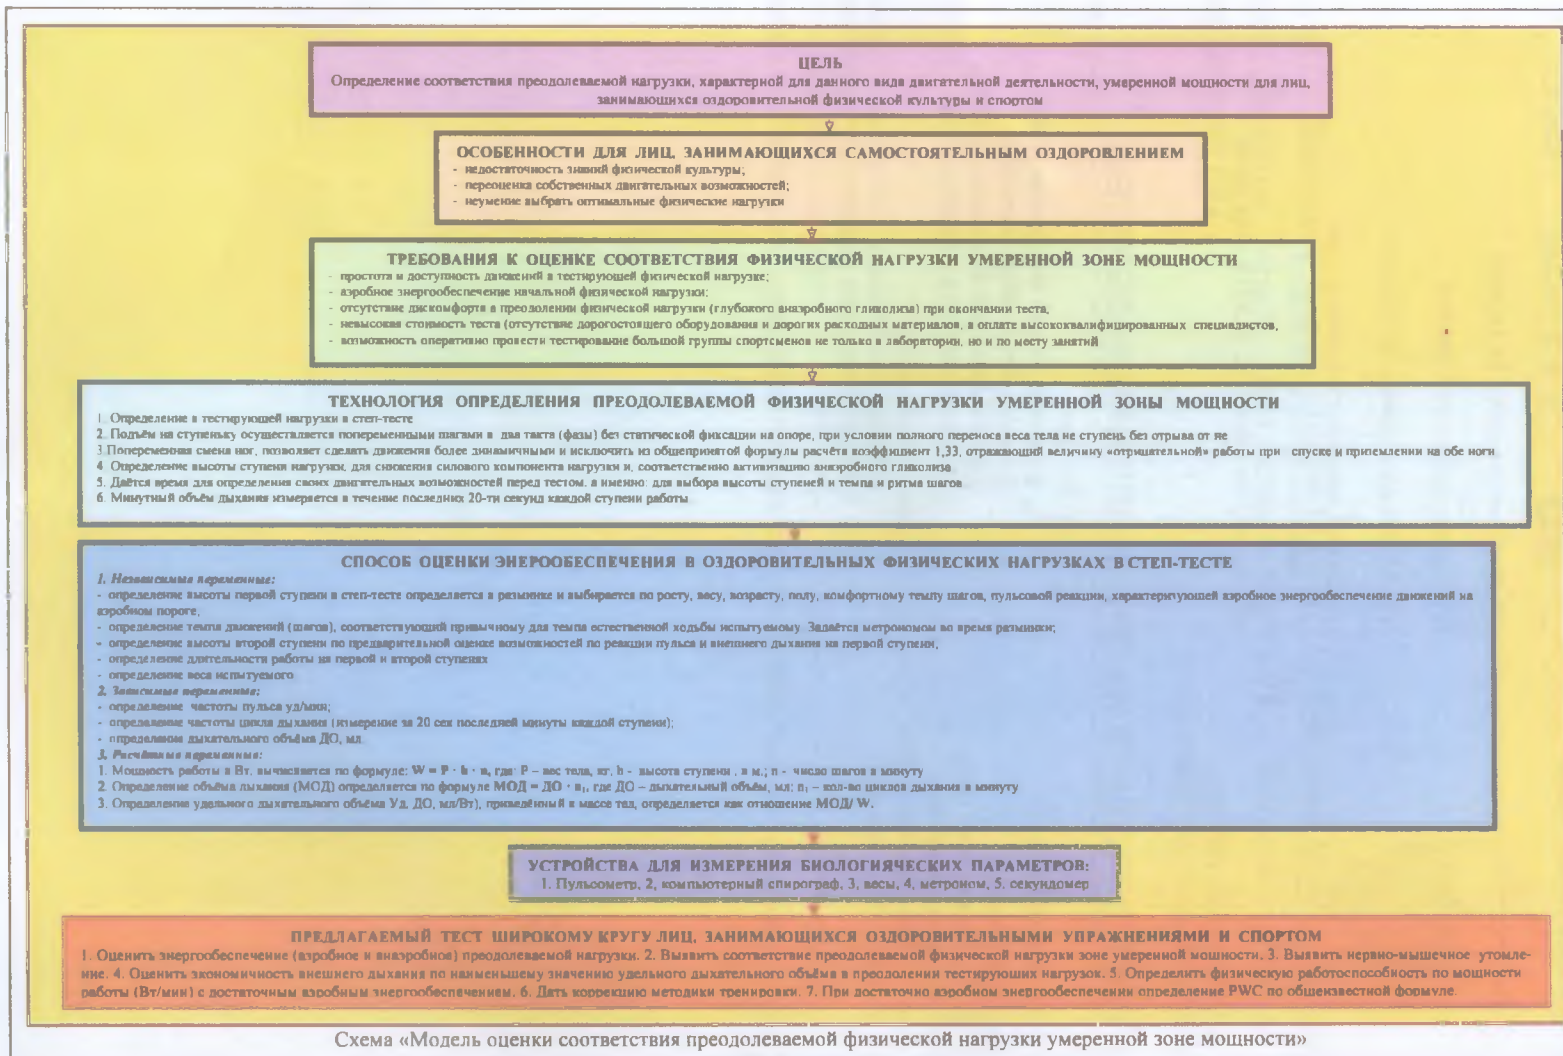 ЦЕЛЬ
Определение соответствия преодолеваемой нагрузки, характерной для данного вида двигательной деятельности, умеренной мощности для лиц,
занимающихся оздоровительной физической культуры и спортом
ОСОБЕННОСТИ ДЛЯ ЛИЦ, ЗАНИМАЮЩИХСЯ САМОСТОЯТЕЛЬНЫМ ОЗДОРОВЛЕНИЕМ
- недостаточность знаний физической культуры;
- переоценка собственных двигательных возможностей;
- неумение выбрать оптимальные физические нагрузки
ТРЕБОВАНИЯ К ОЦЕНКЕ СООТВЕТСТВИЯ ФИЗИЧЕСКОЙ НАГРУЗКИ УМЕРЕННОЙ ЗОНЕ МОЩНОСТИ
- простота и доступность движений в тестирующей физической нагрузке;
- аэробное энергообеспечение начальной физической нагрузки;
- отсутствие дискомфорта в преодолении физической нагрузки (глубокого анаэробного гликолиза) при окончании теста,
- невысокая стоимость теста (отсутствие дорогостоящего оборудования и дорогих расходных материалов, в оплате высококвалифицированных специалистов,
- возможность оперативно провести тестирование большой группы спортсменов не только в лаборатории, но и по месту занятий
ТЕХНОЛОГИЯ ОПРЕДЕЛЕНИЯ ПРЕОДОЛЕВАЕМОЙ ФИЗИЧЕСКОЙ НАГРУЗКИ УМЕРЕННОЙ ЗОНЫ МОЩНОСТИ
1. Определение в тестирующей нагрузки в степ-тесте
2. Подъём на ступеньку осуществляется попеременными шагами в два такта (фазы) без статической фиксации на опоре, при условии полного переноса веса тела не ступень без отрыва от не
3.Попеременная смена ног, позволяет сделать движения более динамичными и исключить из общепринятой формулы расчёта коэффициент 1,33, отражающий величину «отрицательной» работы при спуске и приземлении на обе ноги
4. Определение высоты ступени нагрузки, для снижения силового компонента нагрузки и, соответственно активизацию анаэробного гликолиза
5. Даётся время для определения своих двигательных возможностей перед тестом, а именно: для выбора высоты ступеней и темпа и ритма шагов
6. Минутный объём дыхания измеряется в течение последних 20-ти секунд каждой ступени работы
СПОСОБ ОЦЕНКИ ЭНЕРООБЕСПЕЧЕНИЯ В ОЗДОРОВИТЕЛЬНЫХ ФИЗИЧЕСКИХ НАГРУЗКАХ В СТЕП-ТЕСТЕ
1. Независимые переменные:
- определение высоты первой ступени в степ-тесте определяется в разминке и выбирается по росту, весу, возрасту, полу, комфортному темпу шагов, пульсовой реакции, характеризующей аэробное энергообеспечение движений на
аэробном пороге,
- определение темпа движений (шагов), соответствующий привычному для темпа естественной ходьбы испытуемому. Задаётся метрономом во время разминки;
- определение высоты второй ступени по предварительной оценке возможностей по реакции пульса и внешнего дыхания на первой ступени,
- определение длительности работы на первой и второй ступенях
- определение веса испытуемого
2. Зависимые переменные:
- определение частоты пульса уд/мин;
- определение частоты цикла дыхания (измерение за 20 сек последней минуты каждой ступени);
- определение дыхательного объёма ДО, мл.
3. Расчётные переменные:
1. Мощность работы в Вт, вычисляется по формуле: W = P · h · n, где: P – вес тела, кг, h - высота ступени , в м.; n - число шагов в минуту
2. Определение объёма дыхания (МОД) определяется по формуле МОД = ДО · n₁, где ДО – дыхательный объём, мл; n₁ – кол-во циклов дыхания в минуту
3. Определение удельного дыхательного объёма Уд, ДО, мл/Вт), приведённый в массе тал, определяется как отношение МОД/ W.
УСТРОЙСТВА ДЛЯ ИЗМЕРЕНИЯ БИОЛОГИЯЧЕСКИХ ПАРАМЕТРОВ:
1. Пульсометр, 2, компьютерный спирограф, 3, весы, 4, метроном, 5. секундомер
ПРЕДЛАГАЕМЫЙ ТЕСТ ШИРОКОМУ КРУГУ ЛИЦ, ЗАНИМАЮЩИХСЯ ОЗДОРОВИТЕЛЬНЫМИ УПРАЖНЕНИЯМИ И СПОРТОМ
1. Оценить энергообеспечение (аэробное и анаэробное) преодолеваемой нагрузки. 2. Выявить соответствие преодолеваемой физической нагрузки зоне умеренной мощности. 3. Выявить нервно-мышечное утомле-
ние. 4. Оценить экономичность внешнего дыхания по наименьшему значению удельного дыхательного объёма в преодолении тестирующих нагрузок. 5. Определить физическую работоспособность по мощности
работы (Вт/мин) с достаточным аэробным энергообеспечением. 6. Дать коррекцию методики тренировки. 7. При достаточно аэробном энергообеспечении определение PWC по общеизвестной формуле.
Схема «Модель оценки соответствия преодолеваемой физической нагрузки умеренной зоне мощности»